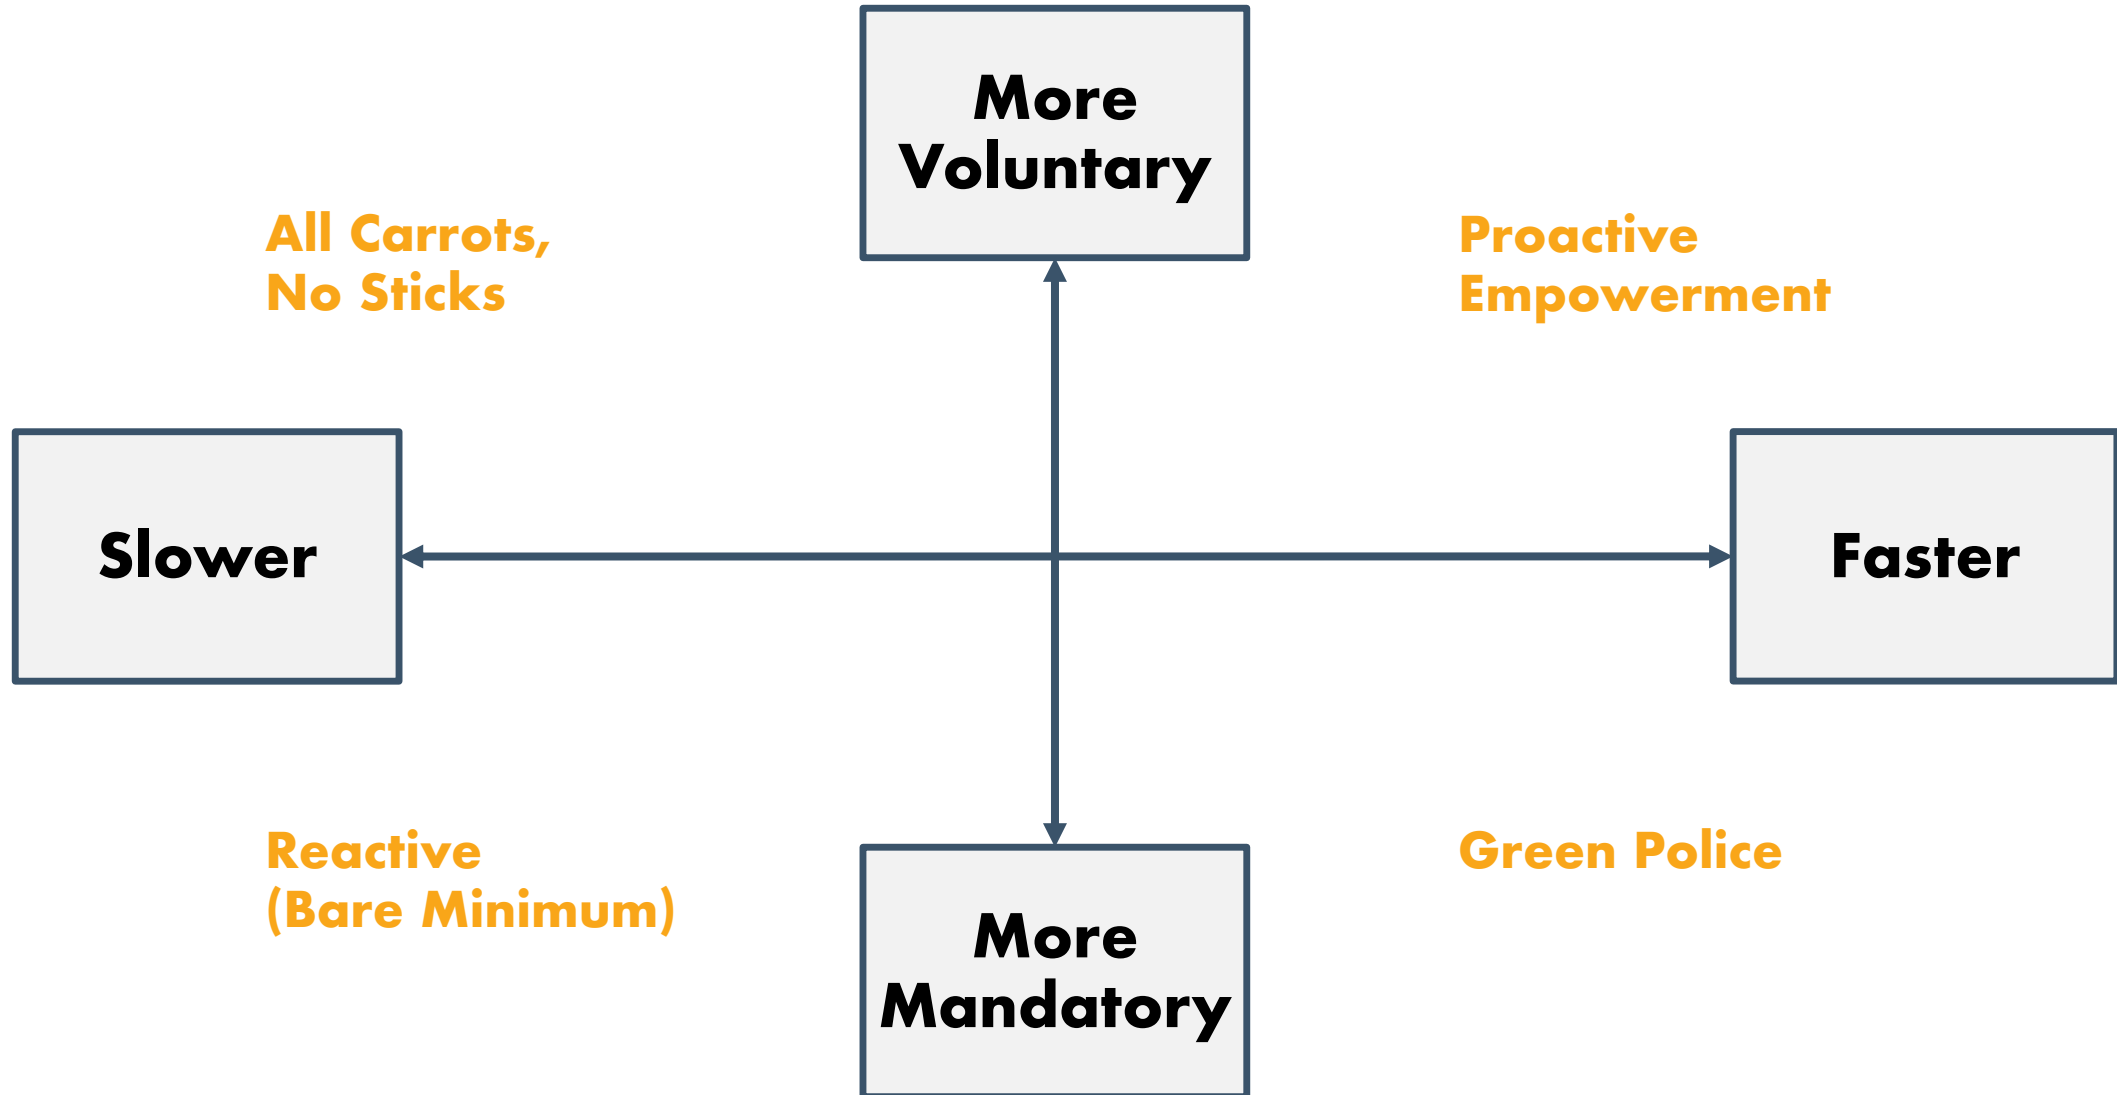 More
Voluntary
All Carrots,
No Sticks
Proactive
Empowerment
Slower
Faster
Reactive
(Bare Minimum)
Green Police
More
Mandatory